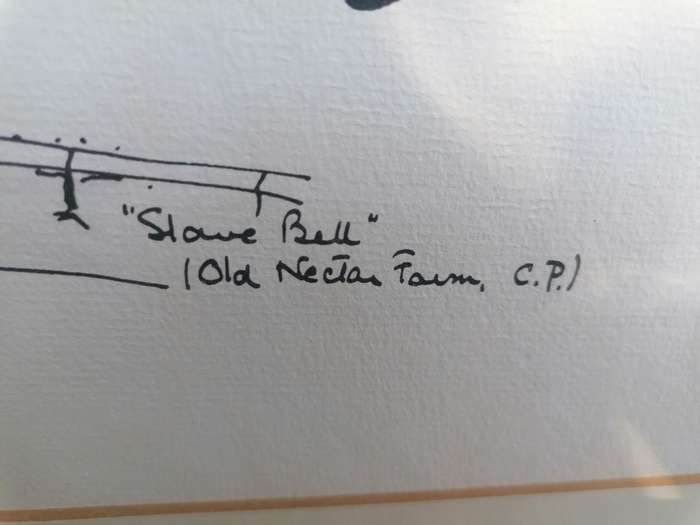 "Slave Bell"
(Old Nectar Farm, C.P.)